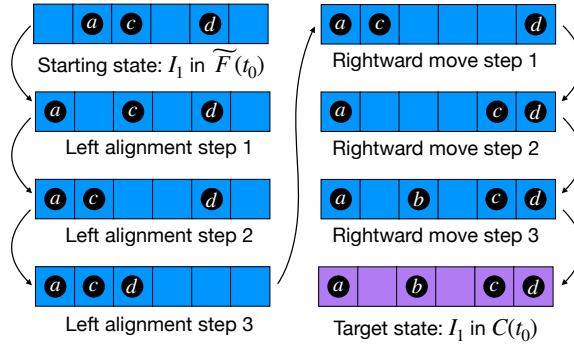 a c d
Starting state: I₁ in F̃(t₀)
a c d
Left alignment step 1
a c d
Left alignment step 2
a c d
Left alignment step 3
a c d
Rightward move step 1
a c d
Rightward move step 2
a b c d
Rightward move step 3
a b c d
Target state: I₁ in C(t₀)